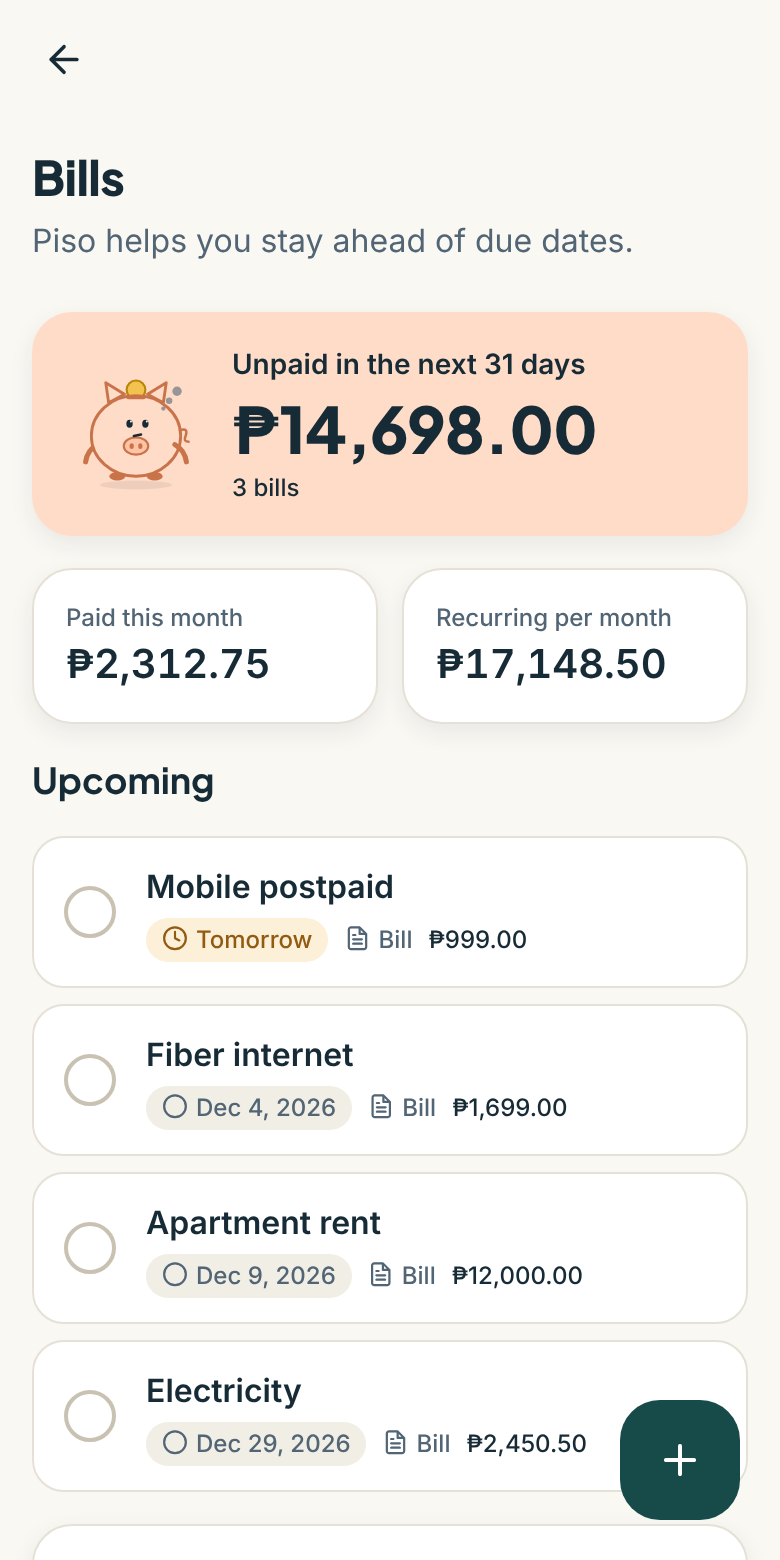 Bills
Piso helps you stay ahead of due dates.
Unpaid in the next 31 days
₱14,698.00
3 bills
Paid this month
₱2,312.75
Recurring per month
₱17,148.50
Upcoming
Mobile postpaid
Tomorrow Bill ₱999.00
Fiber internet
Dec 4, 2026 Bill ₱1,699.00
Apartment rent
Dec 9, 2026 Bill ₱12,000.00
Electricity
Dec 29, 2026 Bill ₱2,450.50